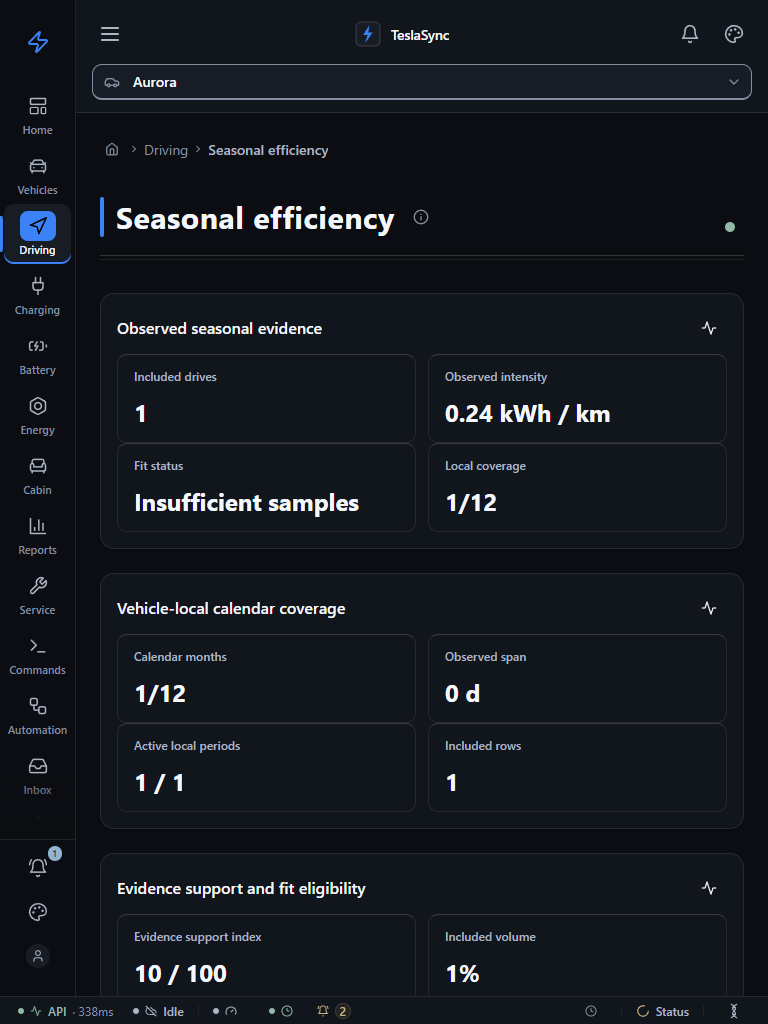 TeslaSync
Aurora
Home
Vehicles
Driving
Charging
Battery
Energy
Cabin
Reports
Service
Commands
Automation
Inbox
1
Driving > Seasonal efficiency
Seasonal efficiency
Observed seasonal evidence
Included drives
1
Observed intensity
0.24 kWh / km
Fit status
Insufficient samples
Local coverage
1/12
Vehicle-local calendar coverage
Calendar months
1/12
Observed span
0 d
Active local periods
1 / 1
Included rows
1
Evidence support and fit eligibility
Evidence support index
10 / 100
Included volume
1%
API · 338ms
Idle
2
Status